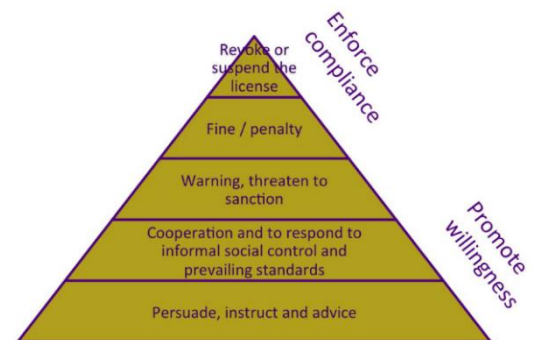 Revoke or
suspend the
license
Enforce
compliance
Fine / penalty
Warning, threaten to
sanction
Cooperation and to respond to
informal social control and
prevailing standards
Promote
willingness
Persuade, instruct and advice